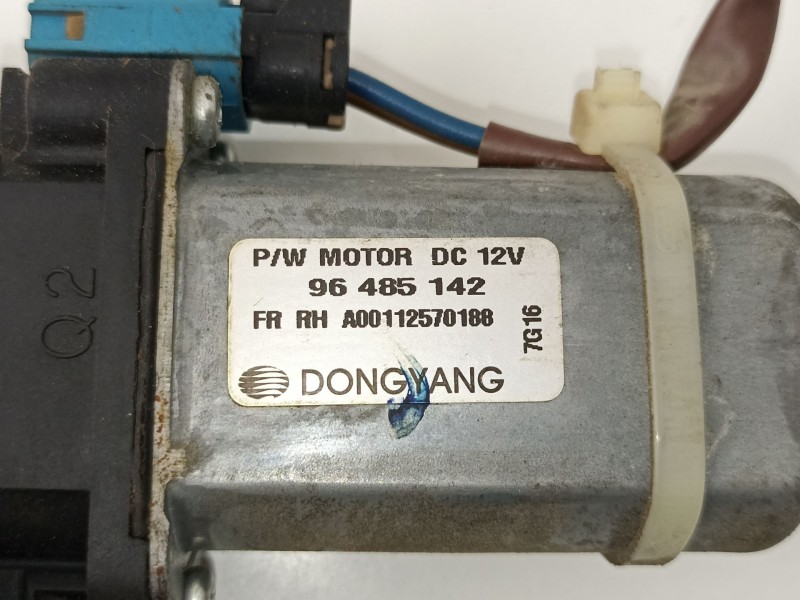 P/W MOTOR DC 12V
96 485 142
FR RH A00112570188
7G16
DONGYANG
Q2